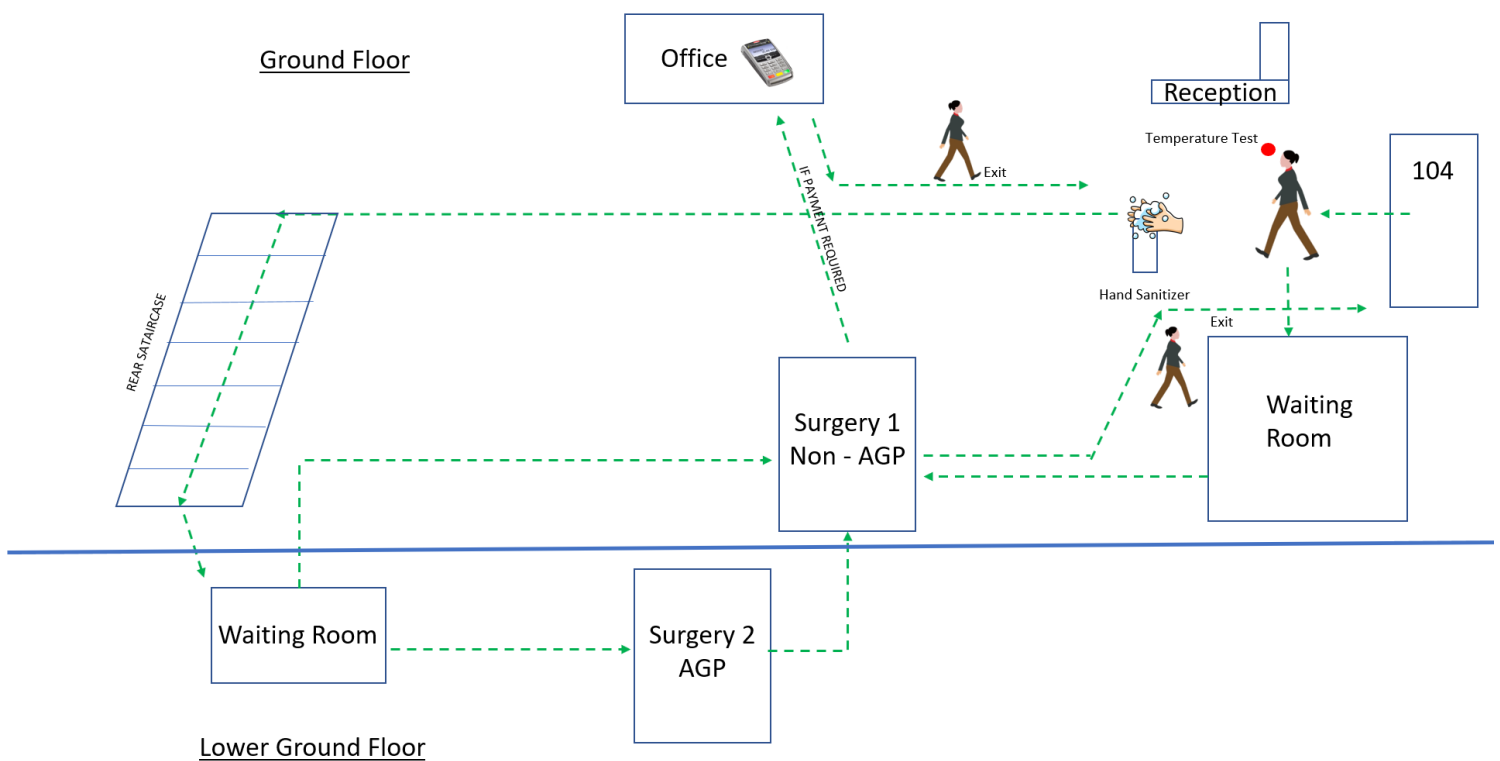 Ground Floor
Office
Reception
Temperature Test
104
Exit
IF PAYMENT REQUIRED
Hand Sanitizer
Exit
REAR SATAIRCASE
Surgery 1
Non - AGP
Waiting
Room
Waiting Room
Surgery 2
AGP
Lower Ground Floor